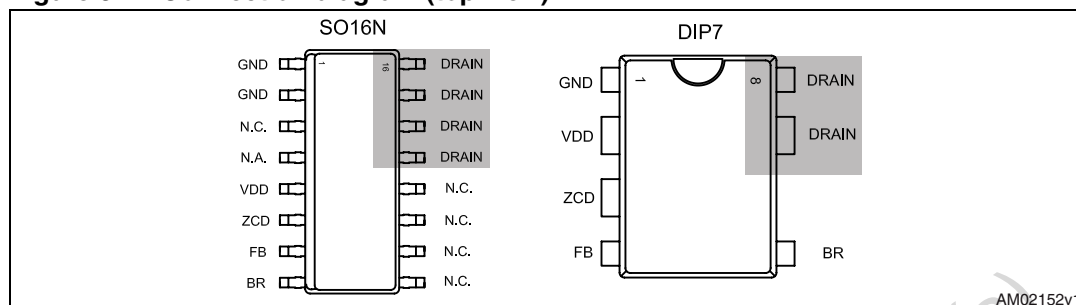 SO16N
GND 1 16 DRAIN
GND DRAIN
N.C. DRAIN
N.A. DRAIN
VDD N.C.
ZCD N.C.
FB N.C.
BR N.C.
DIP7
GND 1 8 DRAIN
VDD DRAIN
ZCD
FB BR